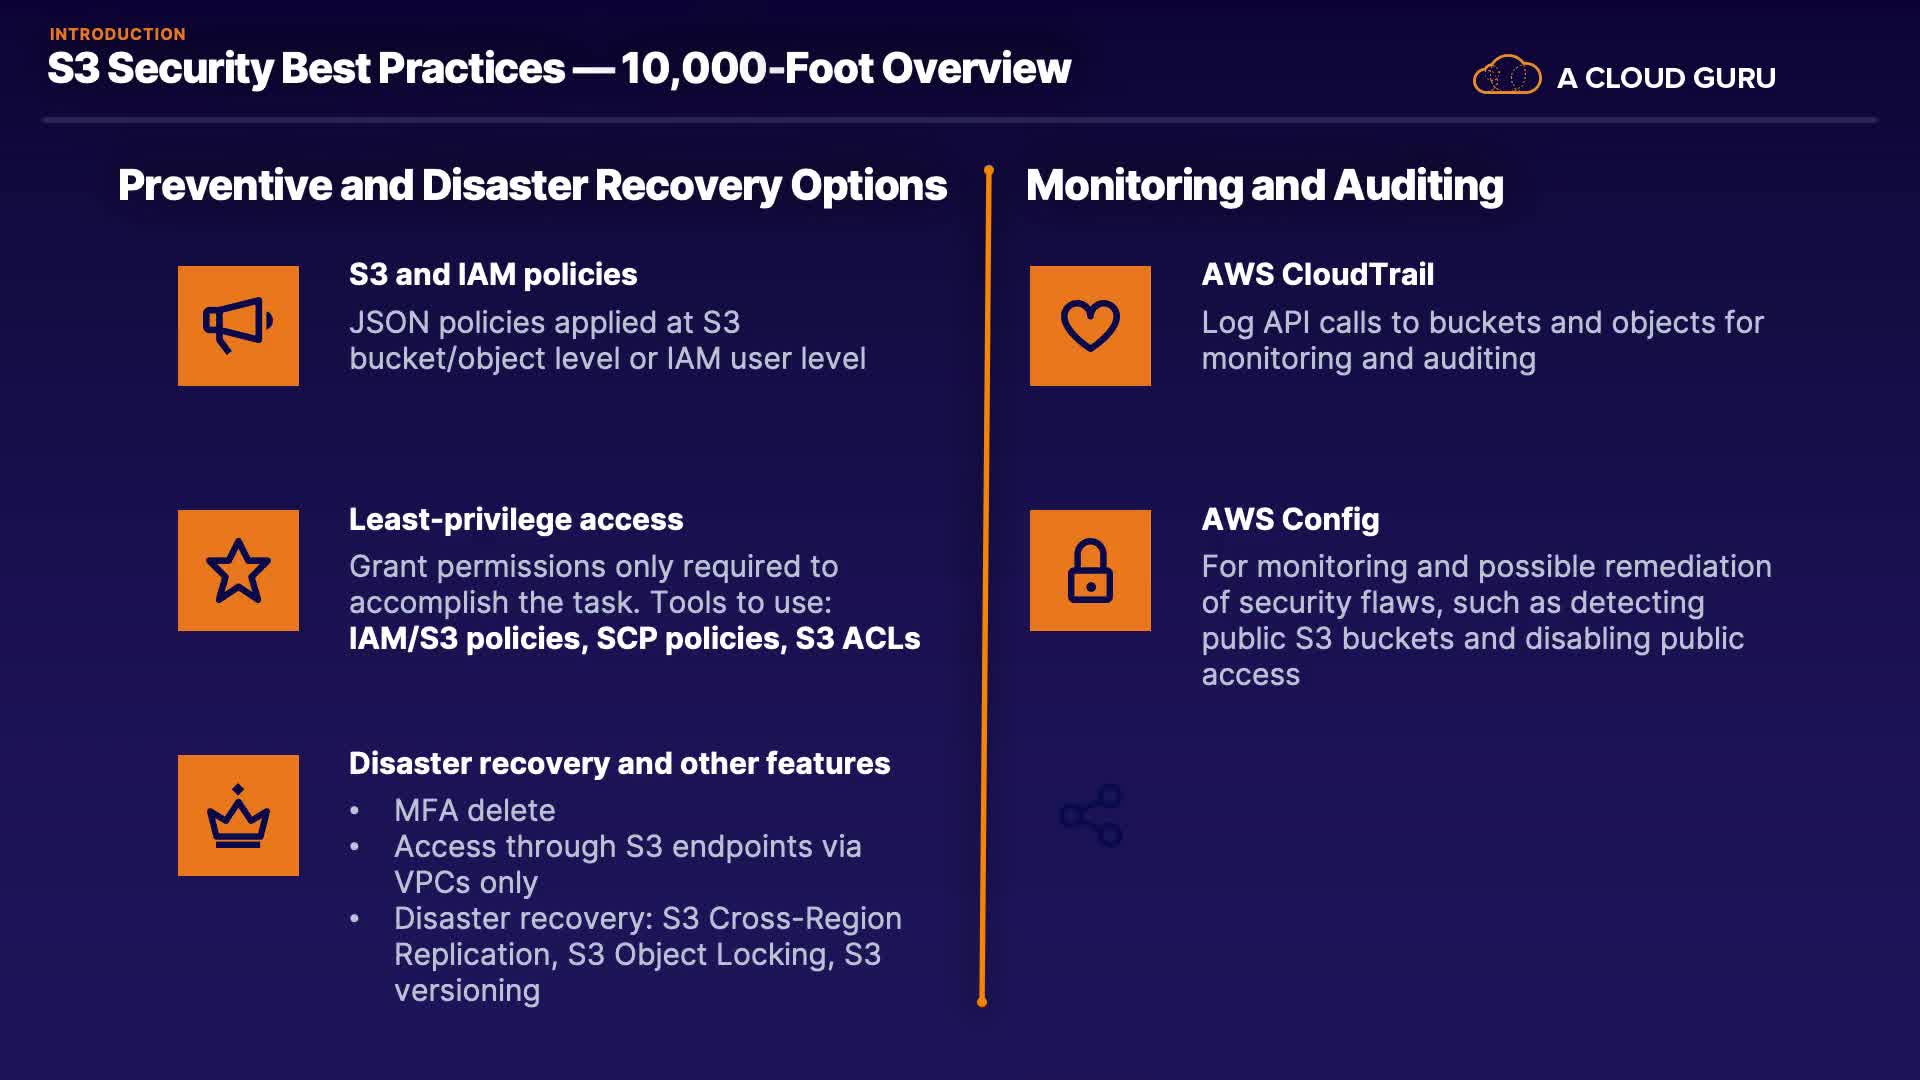 INTRODUCTION
S3 Security Best Practices — 10,000-Foot Overview
A CLOUD GURU
Preventive and Disaster Recovery Options
S3 and IAM policies
JSON policies applied at S3
bucket/object level or IAM user level
Least-privilege access
Grant permissions only required to
accomplish the task. Tools to use:
IAM/S3 policies, SCP policies, S3 ACLs
Disaster recovery and other features
• MFA delete
• Access through S3 endpoints via
VPCs only
• Disaster recovery: S3 Cross-Region
Replication, S3 Object Locking, S3
versioning
Monitoring and Auditing
AWS CloudTrail
Log API calls to buckets and objects for
monitoring and auditing
AWS Config
For monitoring and possible remediation
of security flaws, such as detecting
public S3 buckets and disabling public
access